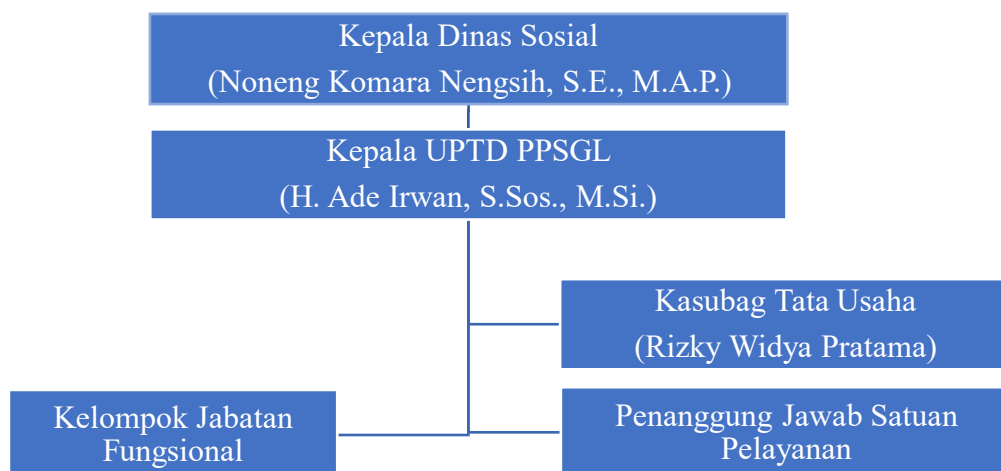 Kepala Dinas Sosial
(Noneng Komara Nengsih, S.E., M.A.P.)
Kepala UPTD PPSGL
(H. Ade Irwan, S.Sos., M.Si.)
Kasubag Tata Usaha
(Rizky Widya Pratama)
Kelompok Jabatan
Fungsional
Penanggung Jawab Satuan
Pelayanan